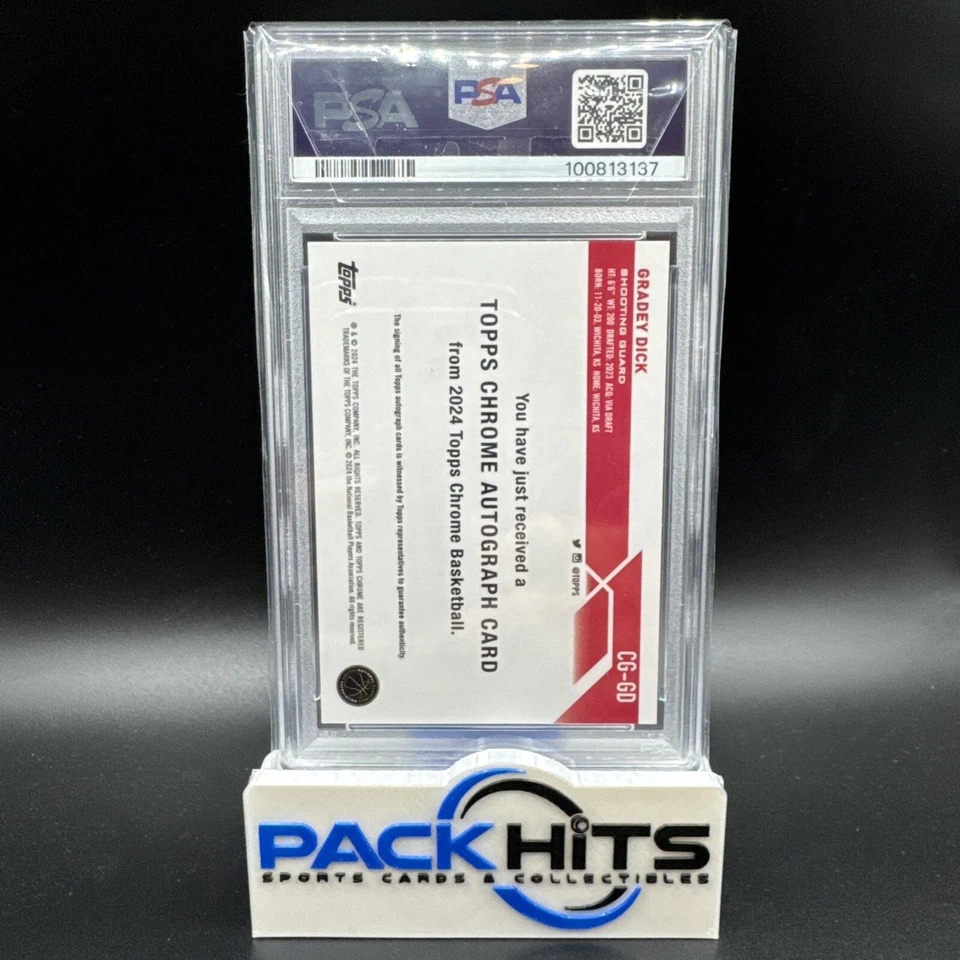 PSA
PSA
100813137
GRADEY DICK
SHOOTING GUARD
HT: 6'6" WT: 200 DRAFTED: 2023 ACQ: VIA DRAFT
BORN: 11-20-03, WICHITA, KS HOME: WICHITA, KS
@TOPPS
CG-GD
You have just received a
TOPPS CHROME AUTOGRAPH CARD
from 2024 Topps Chrome Basketball.
The signing of all Topps autograph cards is witnessed by Topps representatives to guarantee authenticity.
topps®
® & © 2024 THE TOPPS COMPANY, INC. ALL RIGHTS RESERVED. TOPPS AND TOPPS CHROME ARE REGISTERED
TRADEMARKS OF THE TOPPS COMPANY, INC. © 2024 the National Basketball Players Association. All rights reserved.
PACK HiTS
SPORTS CARDS & COLLECTIBLES